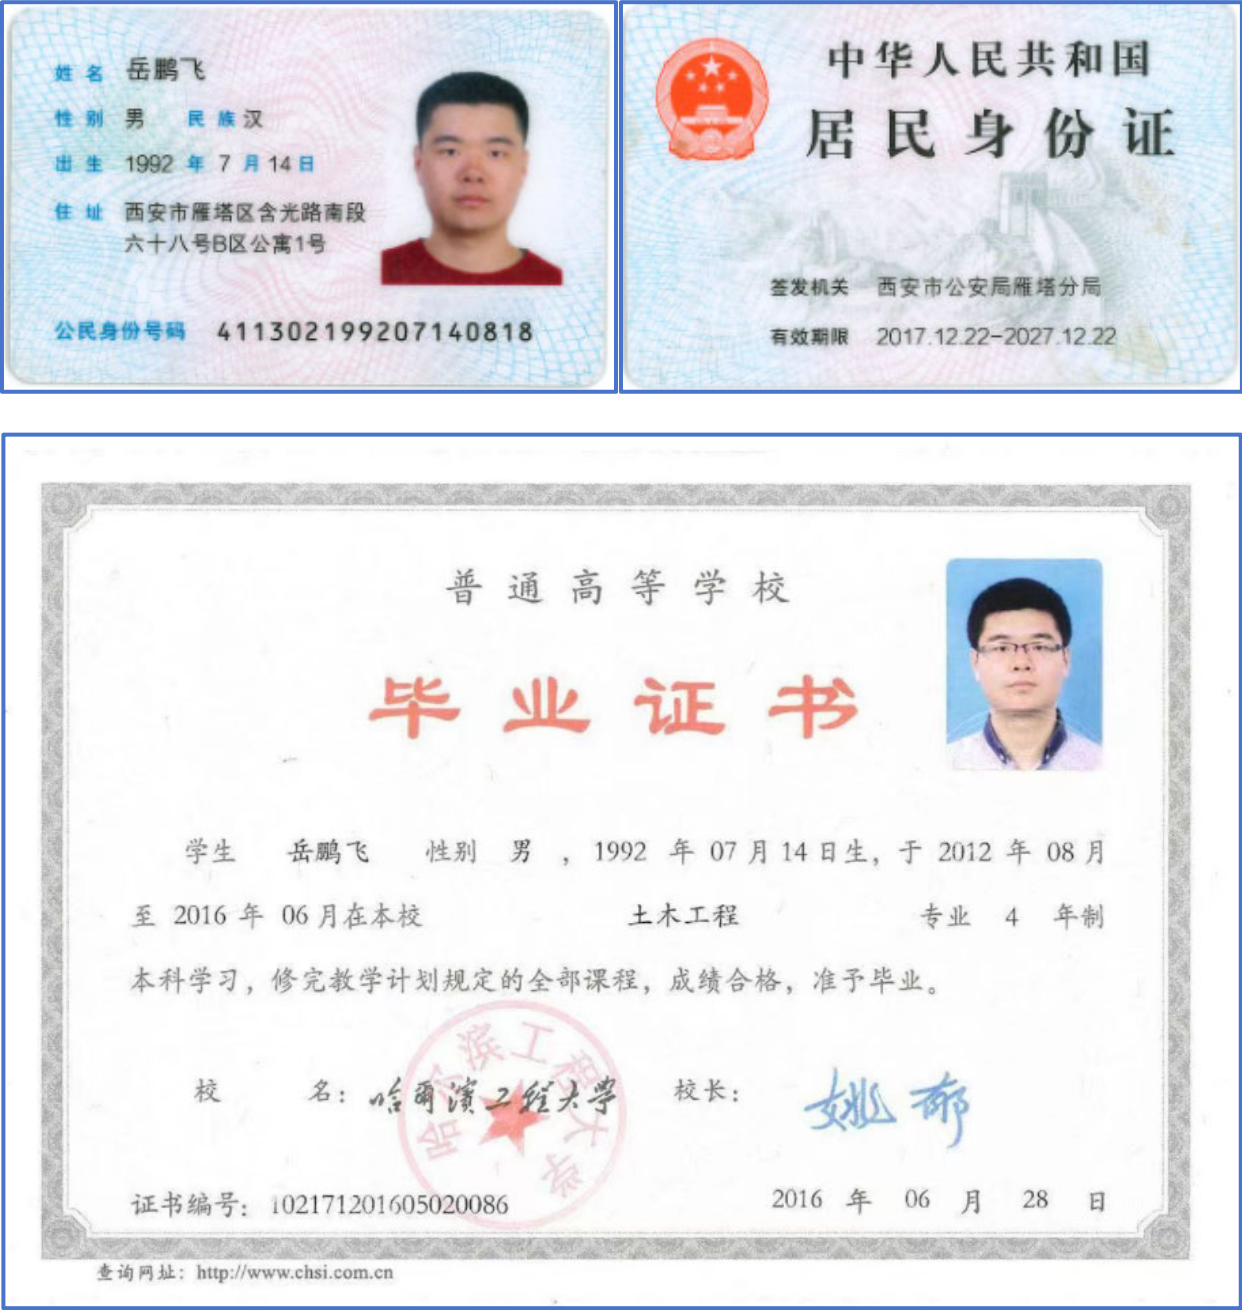 姓名 岳鹏飞
性别 男 民族 汉
出生 1992 年 7 月 14 日
住址 西安市雁塔区含光路南段
六十八号B区公寓1号
公民身份号码 411302199207140818
中华人民共和国
居民身份证
签发机关 西安市公安局雁塔分局
有效期限 2017.12.22-2027.12.22
普通高等学校
毕业证书
学生 岳鹏飞 性别 男 ，1992 年 07 月 14 日生，于 2012 年 08 月
至 2016 年 06 月在本校 土木工程 专业 4 年制
本科学习，修完教学计划规定的全部课程，成绩合格，准予毕业。
校 名：哈爾濱工程大學 校长：姚郁
哈尔滨工程大学
证书编号：102171201605020086 2016 年 06 月 28 日
查询网址：http://www.chsi.com.cn